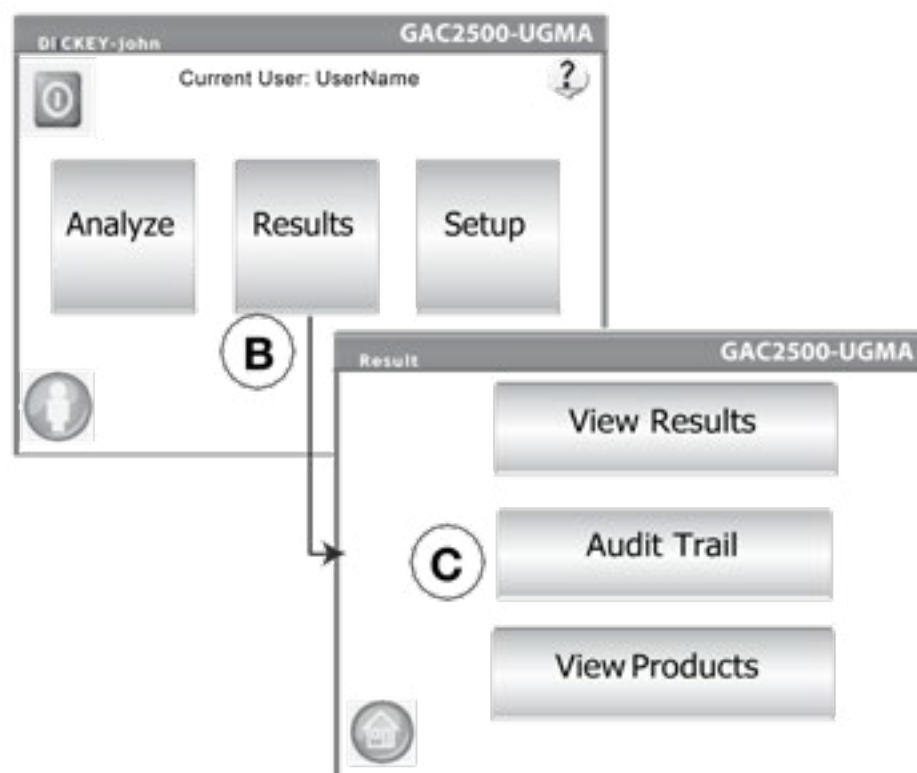 DICKEY-john
GAC2500-UGMA
Current User: UserName
?
Analyze
Results
Setup
B
Result
GAC2500-UGMA
View Results
C
Audit Trail
View Products